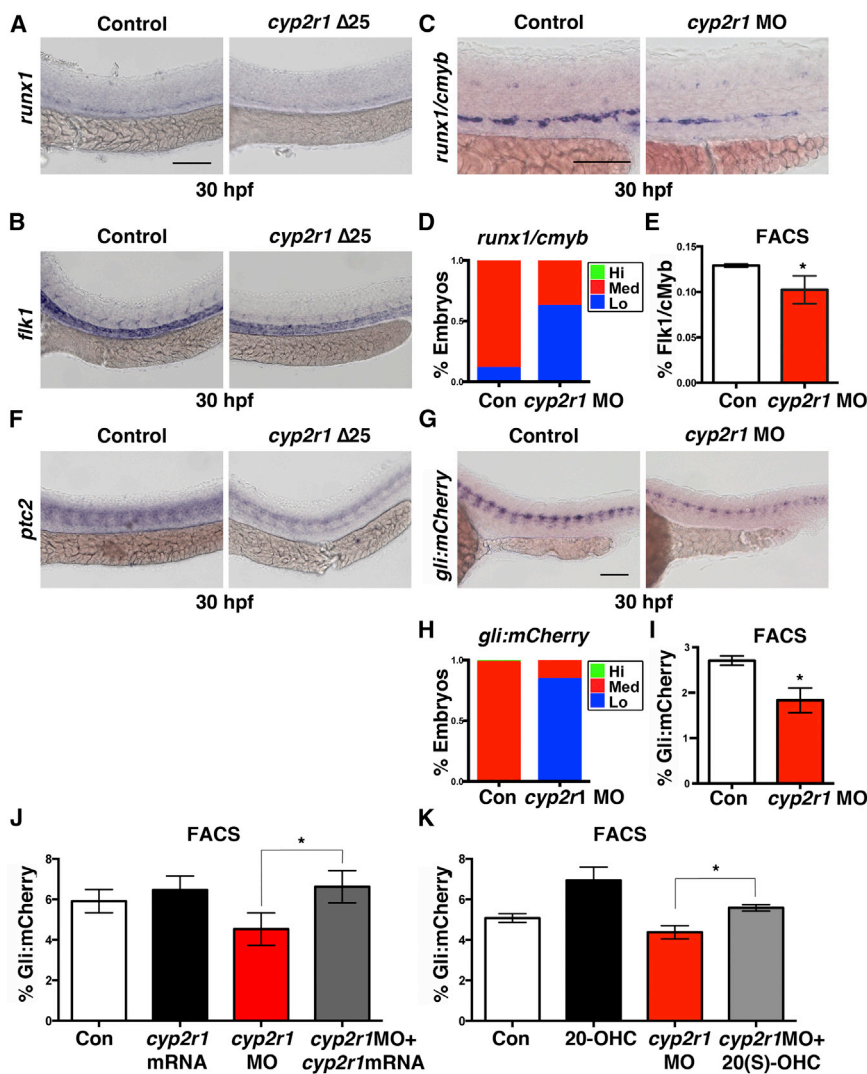 A
Control
cyp2r1 Δ25
runx1
30 hpf
C
Control
cyp2r1 MO
runx1/cmyb
30 hpf
B
Control
cyp2r1 Δ25
flk1
30 hpf
D
runx1/cmyb
1.0
0.5
0.0
% Embryos
Hi
Med
Lo
Con cyp2r1 MO
E
FACS
0.15
0.10
0.05
0.00
% Flk1/cMyb
*
Con cyp2r1 MO
F
Control
cyp2r1 Δ25
ptc2
30 hpf
G
Control
cyp2r1 MO
gli:mCherry
30 hpf
H
gli:mCherry
1.0
0.5
0.0
% Embryos
Hi
Med
Lo
Con cyp2r1 MO
I
FACS
3
2
1
0
% Gli:mCherry
*
Con cyp2r1 MO
J
FACS
8
6
4
2
0
% Gli:mCherry
*
Con
cyp2r1
mRNA
cyp2r1
MO
cyp2r1MO+
cyp2r1mRNA
K
FACS
8
6
4
2
0
% Gli:mCherry
*
Con
20-OHC
cyp2r1
MO
cyp2r1MO+
20(S)-OHC